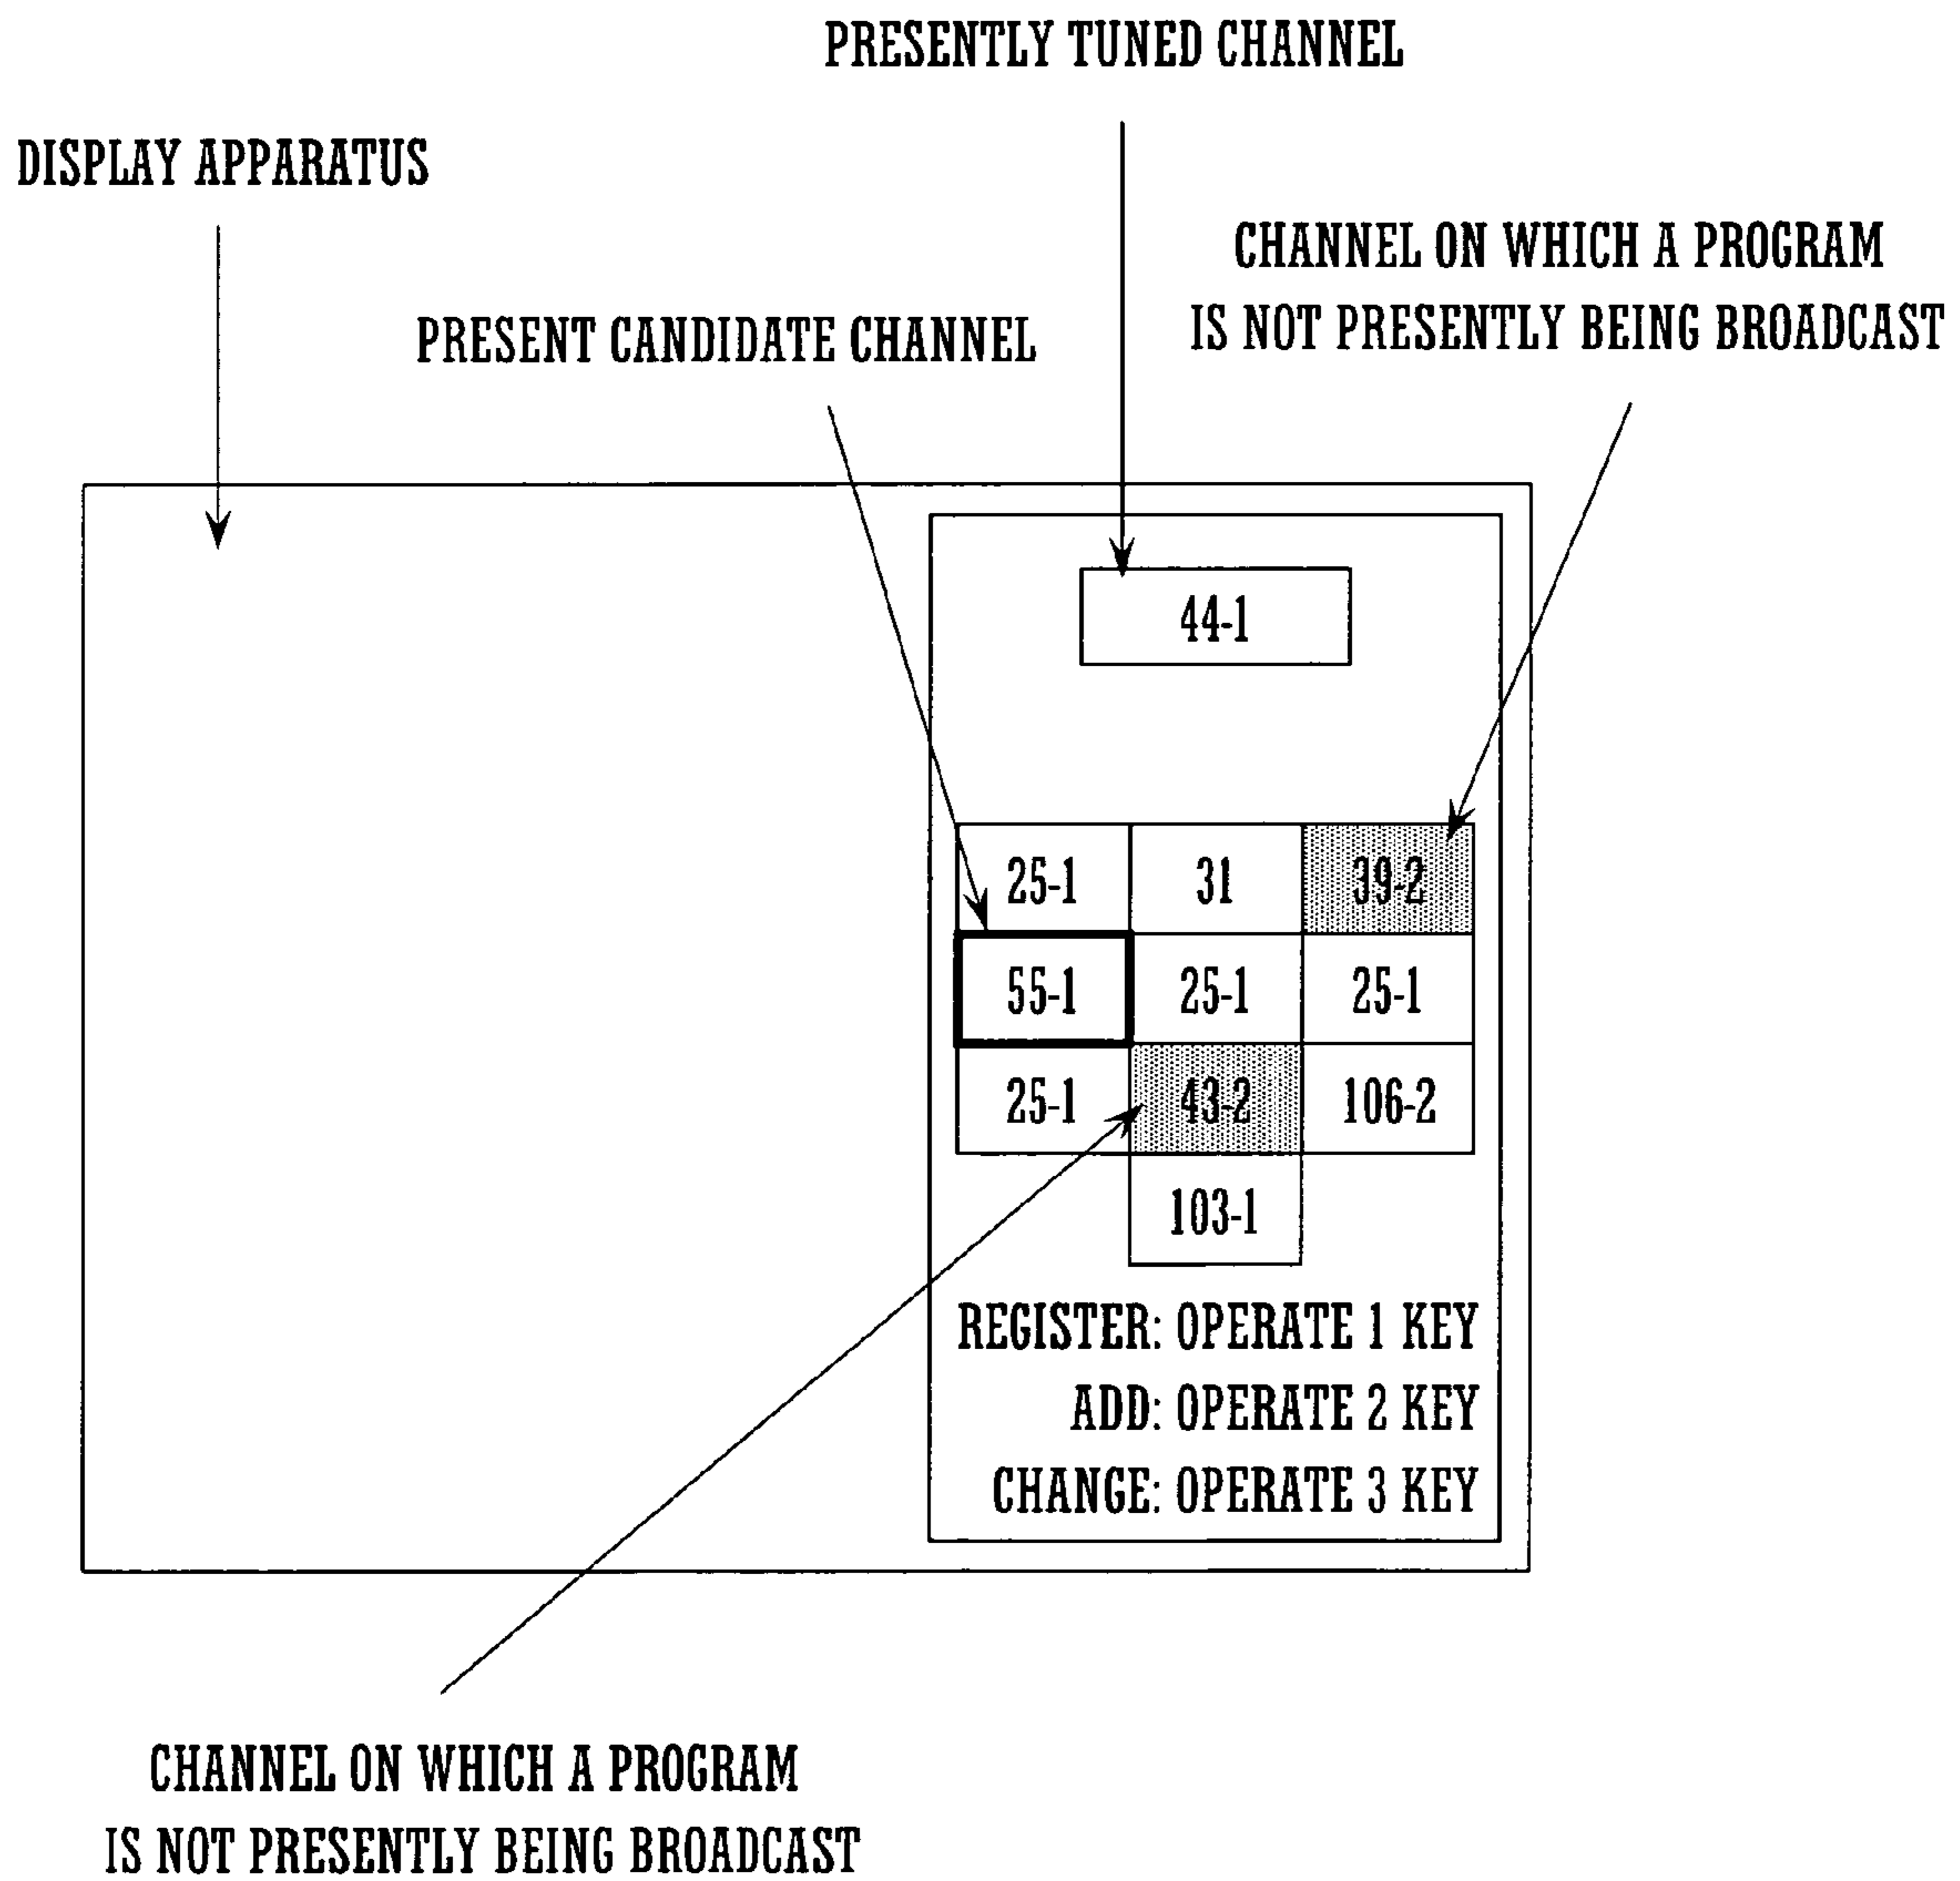 PRESENTLY TUNED CHANNEL
DISPLAY APPARATUS
CHANNEL ON WHICH A PROGRAM
IS NOT PRESENTLY BEING BROADCAST
PRESENT CANDIDATE CHANNEL
44-1
25-1 31 39-2
55-1 25-1 25-1
25-1 43-2 106-2
103-1
REGISTER: OPERATE 1 KEY
ADD: OPERATE 2 KEY
CHANGE: OPERATE 3 KEY
CHANNEL ON WHICH A PROGRAM
IS NOT PRESENTLY BEING BROADCAST